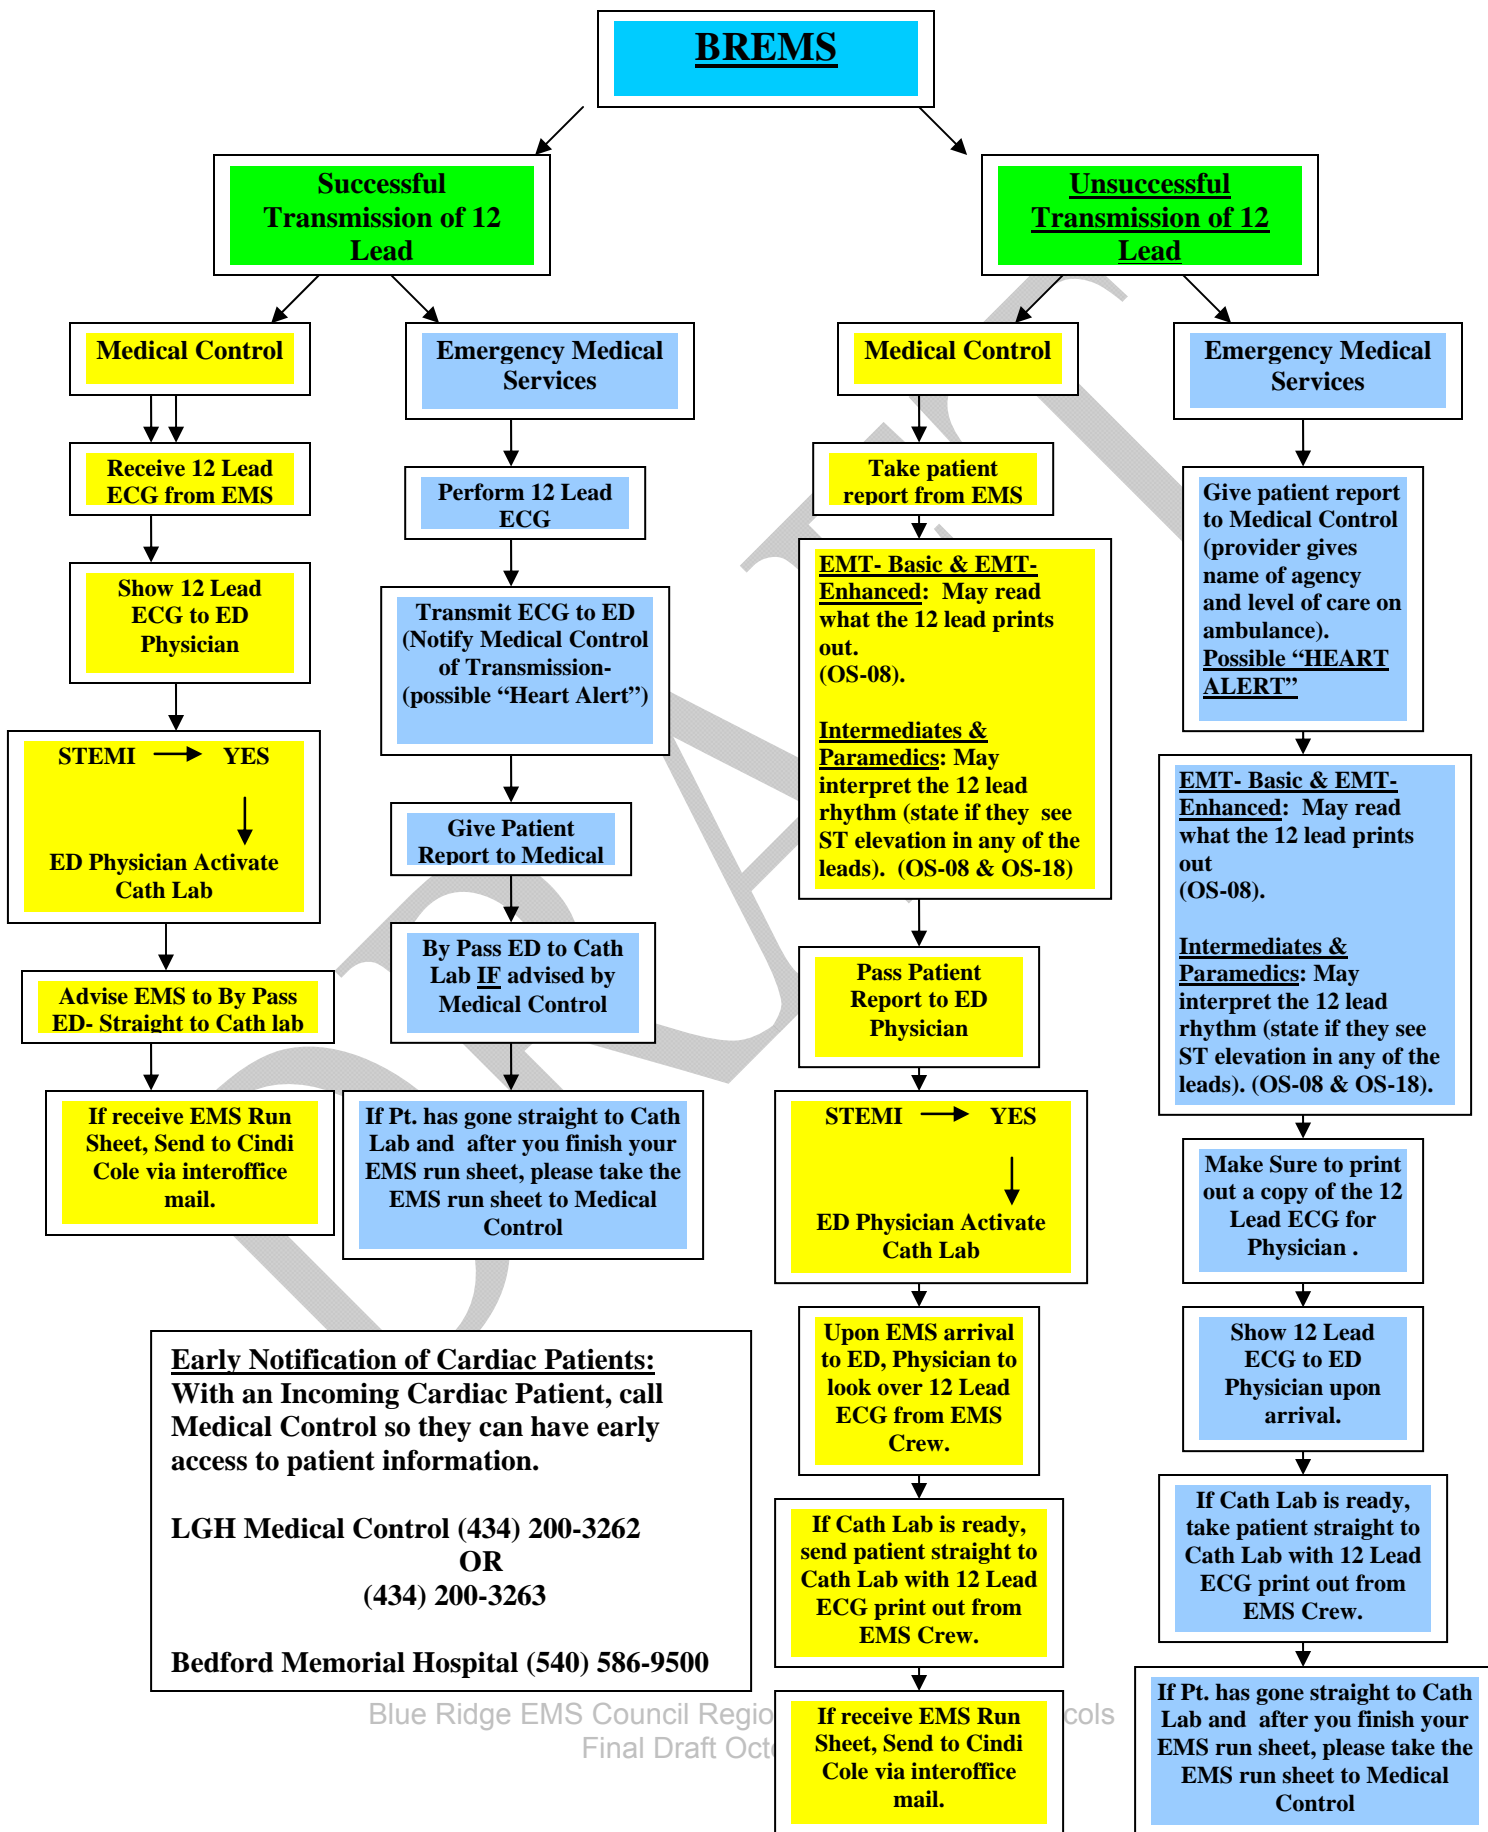 BREMS
Successful
Transmission of 12
Lead
Unsuccessful
Transmission of 12
Lead
Medical Control
Receive 12 Lead
ECG from EMS
Show 12 Lead
ECG to ED
Physician
STEMI YES
ED Physician Activate
Cath Lab
Advise EMS to By Pass
ED- Straight to Cath lab
If receive EMS Run
Sheet, Send to Cindi
Cole via interoffice
mail.
Emergency Medical
Services
Perform 12 Lead
ECG
Transmit ECG to ED
(Notify Medical Control
of Transmission-
(possible “Heart Alert”)
Give Patient
Report to Medical
By Pass ED to Cath
Lab IF advised by
Medical Control
If Pt. has gone straight to Cath
Lab and after you finish your
EMS run sheet, please take the
EMS run sheet to Medical
Control
Medical Control
Take patient
report from EMS
EMT- Basic & EMT-
Enhanced: May read
what the 12 lead prints
out.
(OS-08).
Intermediates &
Paramedics: May
interpret the 12 lead
rhythm (state if they see
ST elevation in any of the
leads). (OS-08 & OS-18)
Pass Patient
Report to ED
Physician
STEMI YES
ED Physician Activate
Cath Lab
Upon EMS arrival
to ED, Physician to
look over 12 Lead
ECG from EMS
Crew.
If Cath Lab is ready,
send patient straight to
Cath Lab with 12 Lead
ECG print out from
EMS Crew.
If receive EMS Run
Sheet, Send to Cindi
Cole via interoffice
mail.
Emergency Medical
Services
Give patient report
to Medical Control
(provider gives
name of agency
and level of care on
ambulance).
Possible “HEART
ALERT”
EMT- Basic & EMT-
Enhanced: May read
what the 12 lead prints
out
(OS-08).
Intermediates &
Paramedics: May
interpret the 12 lead
rhythm (state if they see
ST elevation in any of the
leads). (OS-08 & OS-18).
Make Sure to print
out a copy of the 12
Lead ECG for
Physician .
Show 12 Lead
ECG to ED
Physician upon
arrival.
If Cath Lab is ready,
take patient straight to
Cath Lab with 12 Lead
ECG print out from
EMS Crew.
If Pt. has gone straight to Cath
Lab and after you finish your
EMS run sheet, please take the
EMS run sheet to Medical
Control
Early Notification of Cardiac Patients:
With an Incoming Cardiac Patient, call
Medical Control so they can have early
access to patient information.
LGH Medical Control (434) 200-3262
OR
(434) 200-3263
Bedford Memorial Hospital (540) 586-9500
Blue Ridge EMS Council
Final Draft
DRAFT